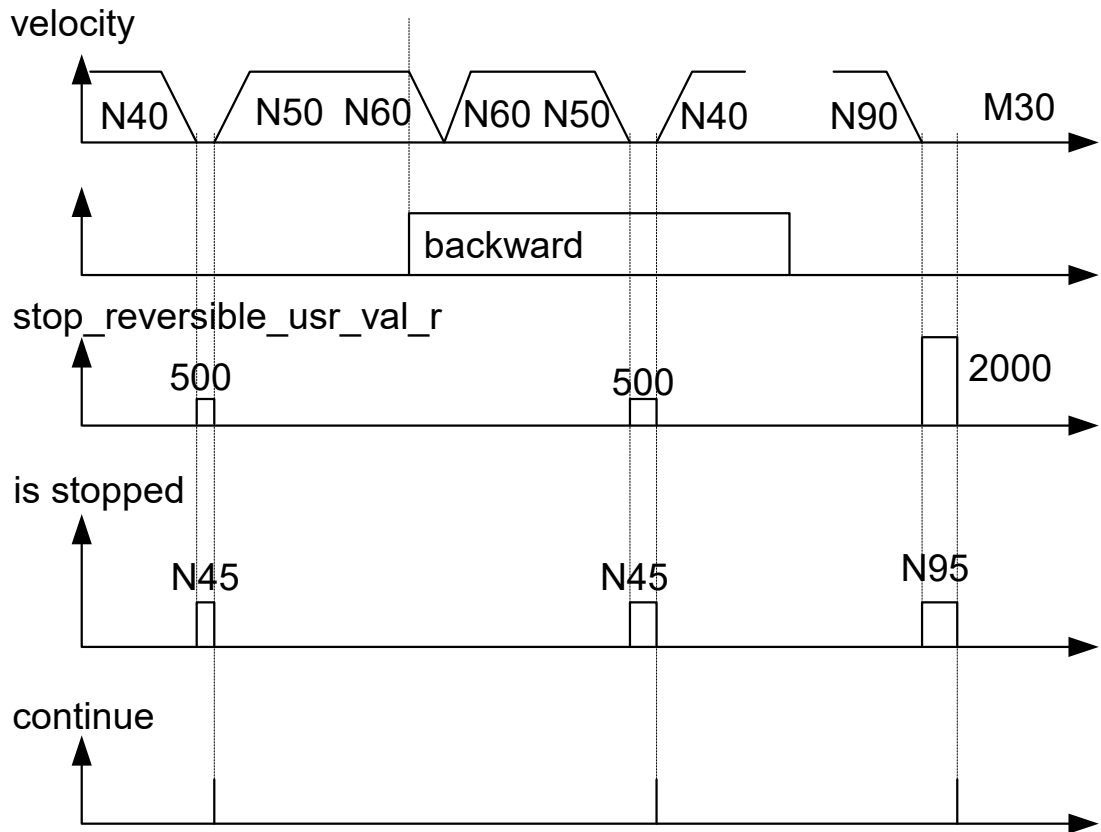 velocity
N40 N50 N60 N60 N50 N40 N90 M30
backward
stop_reversible_usr_val_r
500 500 2000
is stopped
N45 N45 N95
continue